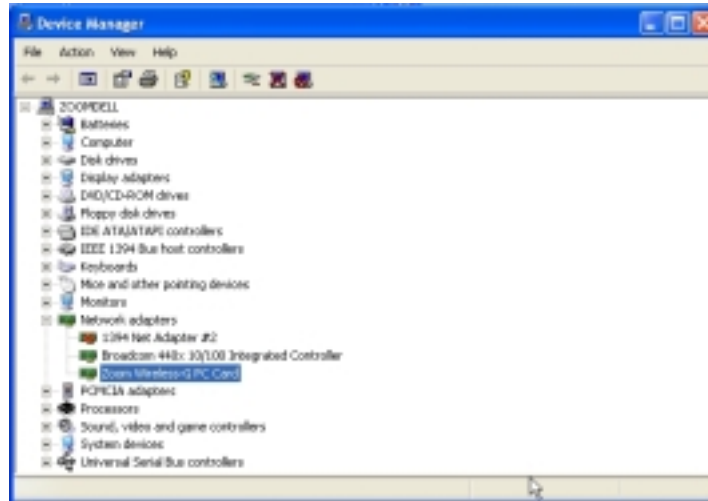 Device Manager
File Action View Help
ZOOMDELL
Batteries
Computer
Disk drives
Display adapters
DVD/CD-ROM drives
Floppy disk drives
IDE ATA/ATAPI controllers
IEEE 1394 Bus host controllers
Keyboards
Mice and other pointing devices
Monitors
Network adapters
1394 Net Adapter #2
Broadcom 440x 10/100 Integrated Controller
Zoom Wireless-G PC Card
PCMCIA adapters
Processors
Sound, video and game controllers
System devices
Universal Serial Bus controllers